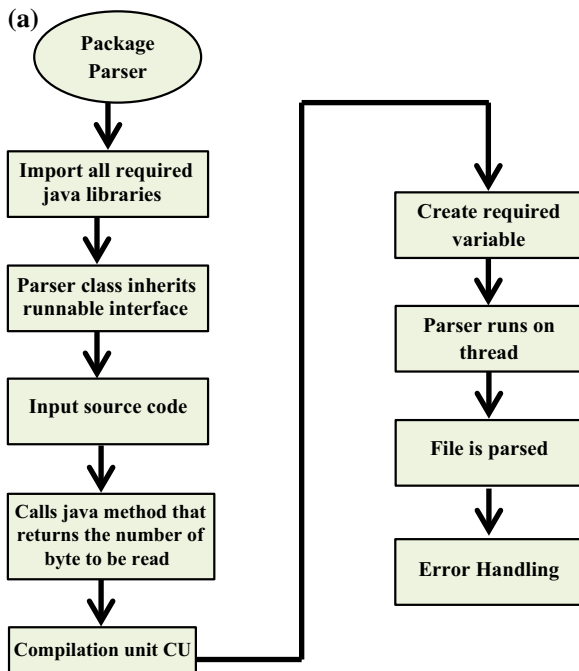 (a)
Package
Parser
Import all required
java libraries
Parser class inherits
runnable interface
Input source code
Calls java method that
returns the number of
byte to be read
Compilation unit CU
Create required
variable
Parser runs on
thread
File is parsed
Error Handling